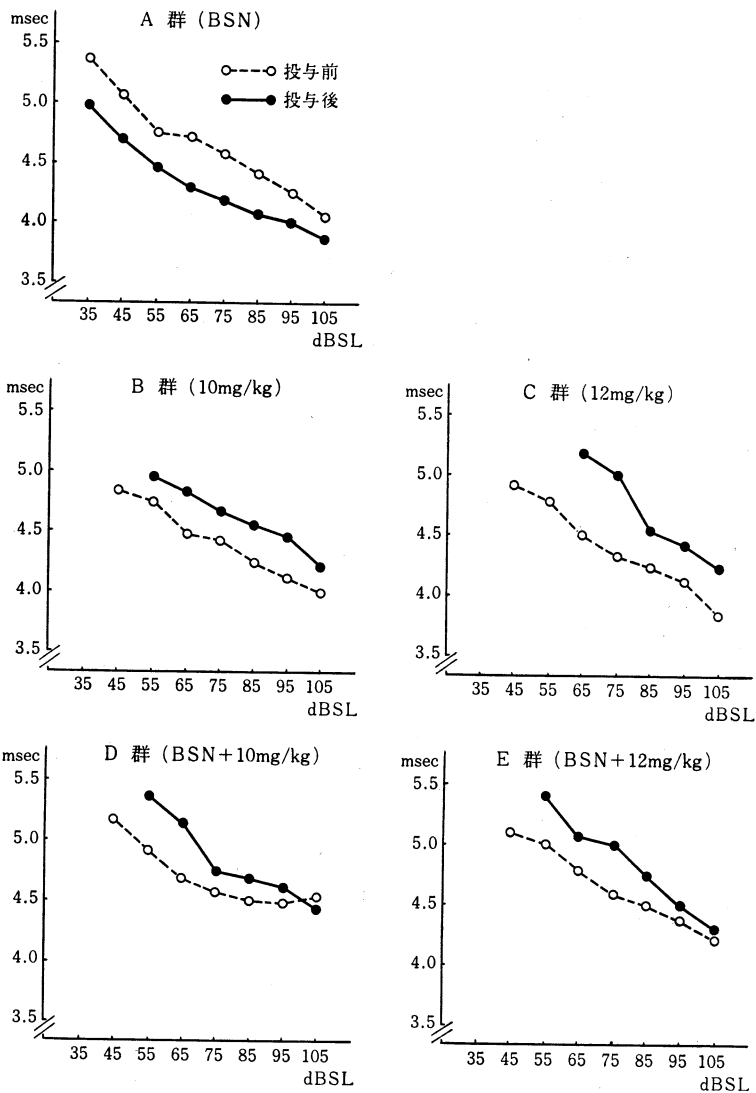 msec
A 群 (BSN)
5.5
5.0
4.5
4.0
3.5
投与前
投与後
35 45 55 65 75 85 95 105
dBSL
msec
B 群 (10mg/kg)
5.5
5.0
4.5
4.0
3.5
35 45 55 65 75 85 95 105
dBSL
msec
C 群 (12mg/kg)
5.5
5.0
4.5
4.0
3.5
35 45 55 65 75 85 95 105
dBSL
msec
D 群 (BSN+10mg/kg)
5.5
5.0
4.5
4.0
3.5
35 45 55 65 75 85 95 105
dBSL
msec
E 群 (BSN+12mg/kg)
5.5
5.0
4.5
4.0
3.5
35 45 55 65 75 85 95 105
dBSL